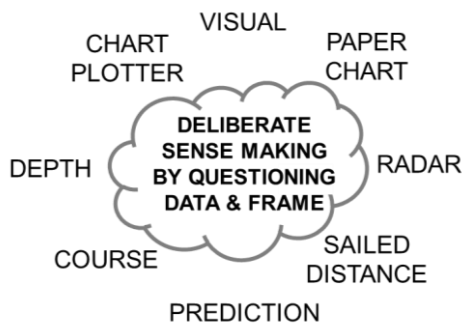 VISUAL
CHART
PLOTTER
PAPER
CHART
DELIBERATE
SENSE MAKING
BY QUESTIONING
DATA & FRAME
DEPTH
RADAR
COURSE
SAILED
DISTANCE
PREDICTION